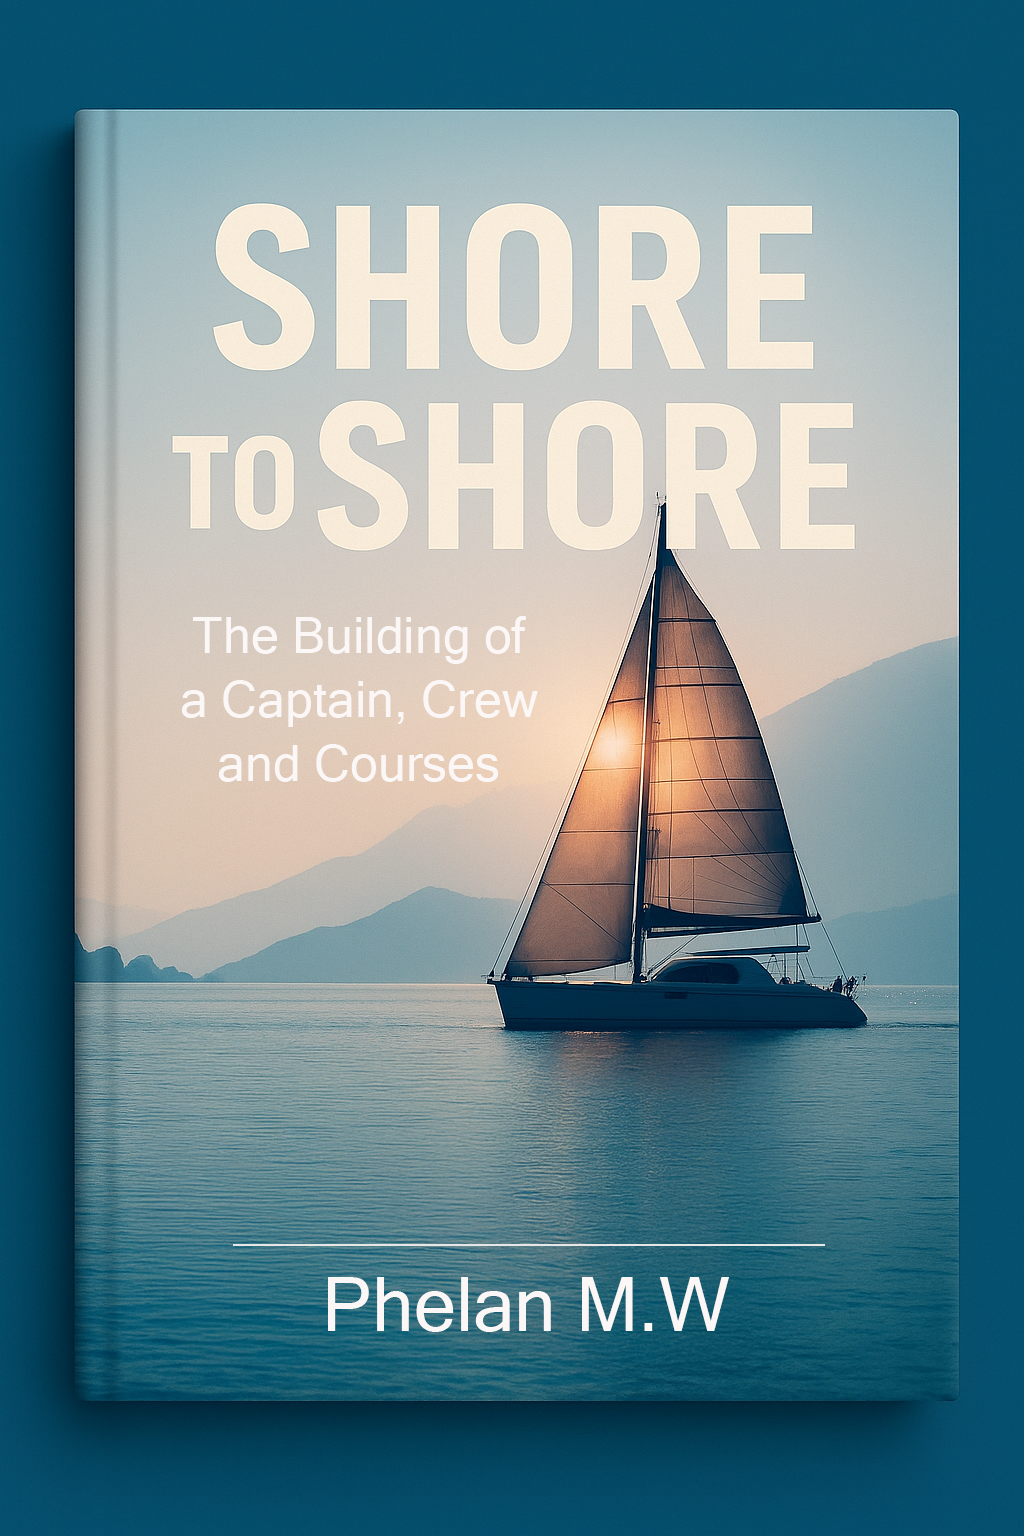 SHORE
TO SHORE
The Building of
a Captain, Crew
and Courses
Phelan M.W